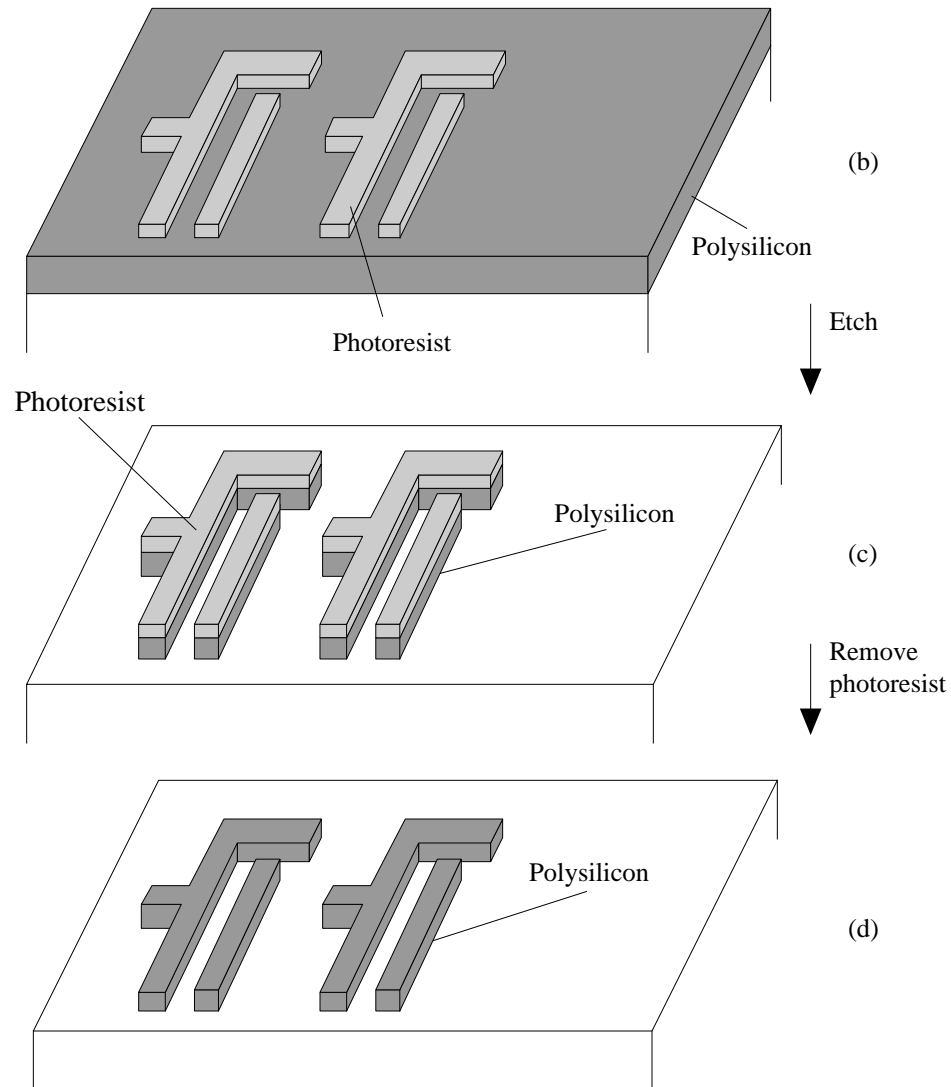 (b)
Polysilicon
Photoresist
Etch
Photoresist
Polysilicon
(c)
Remove
photoresist
Polysilicon
(d)